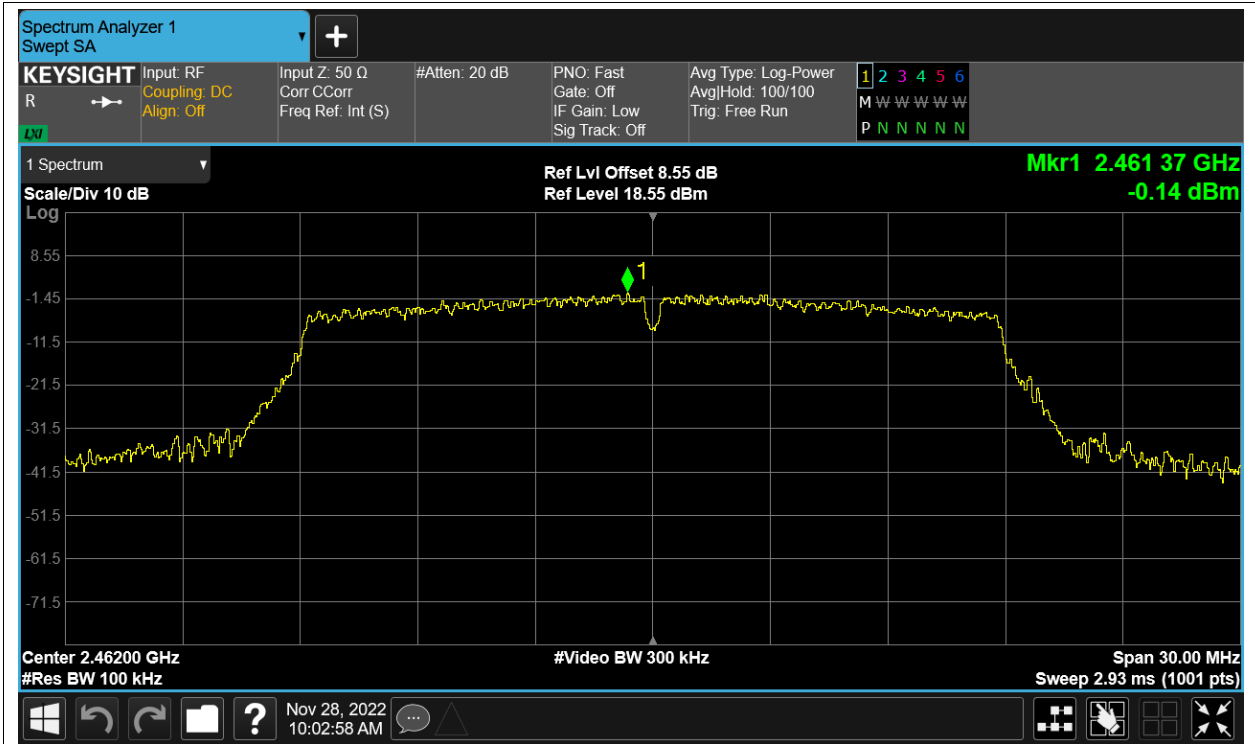 Spectrum Analyzer 1
Swept SA
KEYSIGHT
R
LXI
Input: RF
Coupling: DC
Align: Off
Input Z: 50 Ω
Corr CCorr
Freq Ref: Int (S)
#Atten: 20 dB
PNO: Fast
Gate: Off
IF Gain: Low
Sig Track: Off
Avg Type: Log-Power
Avg|Hold: 100/100
Trig: Free Run
1 2 3 4 5 6
M W W W W W W
P N N N N N
1 Spectrum
Scale/Div 10 dB
Log
Ref Lvl Offset 8.55 dB
Ref Level 18.55 dBm
Mkr1 2.461 37 GHz
-0.14 dBm
1
8.55
-1.45
-11.5
-21.5
-31.5
-41.5
-51.5
-61.5
-71.5
Center 2.46200 GHz
#Res BW 100 kHz
#Video BW 300 kHz
Span 30.00 MHz
Sweep 2.93 ms (1001 pts)
?
Nov 28, 2022
10:02:58 AM